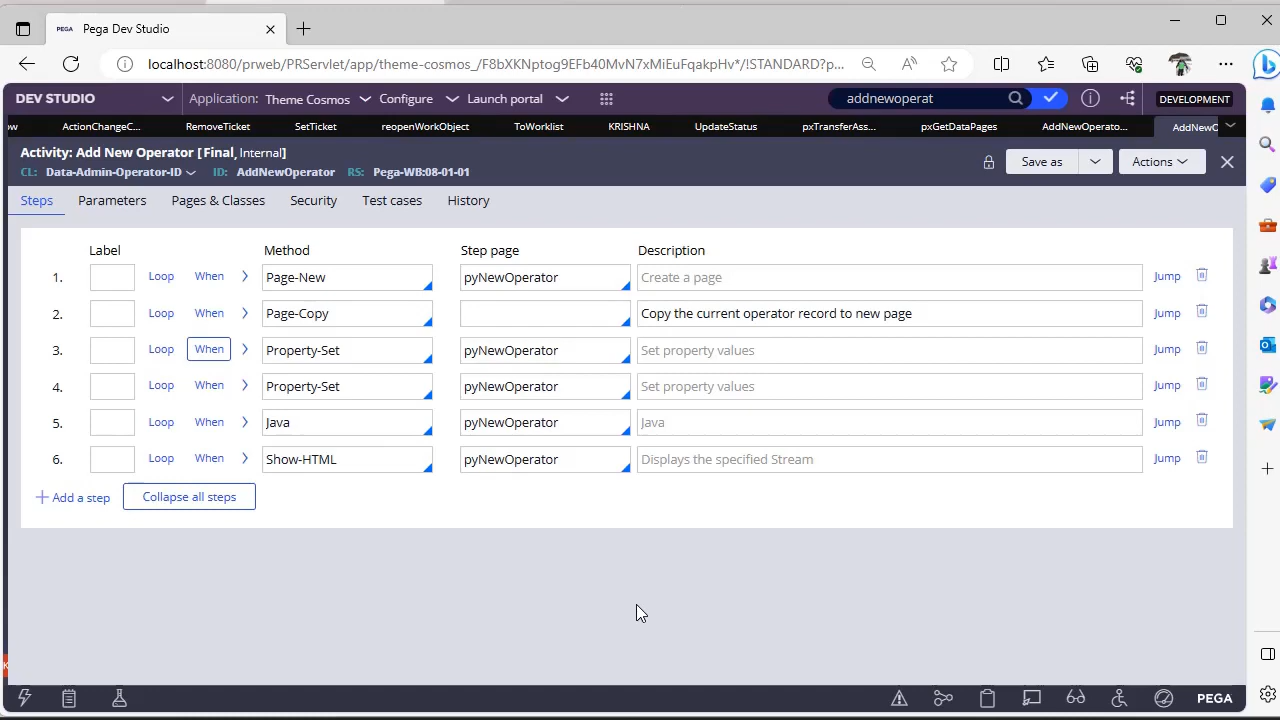 PEGA Pega Dev Studio
localhost:8080/prweb/PRServlet/app/theme-cosmos_/F8bXKNptog9EFb40MvN7xMiEuFqakpHv*/!STANDARD?p...
DEV STUDIO Application: Theme Cosmos Configure Launch portal addnewoperat DEVELOPMENT
ow ActionChangeC... RemoveTicket SetTicket reopenWorkObject ToWorklist KRISHNA UpdateStatus pxTransferAss... pxGetDataPages AddNewOperato... AddNewO
Activity: Add New Operator [Final, Internal]
CL: Data-Admin-Operator-ID ID: AddNewOperator RS: Pega-WB:08-01-01
Save as Actions
Steps Parameters Pages & Classes Security Test cases History
Label Method Step page Description
1. Loop When Page-New pyNewOperator Create a page Jump
2. Loop When Page-Copy Copy the current operator record to new page Jump
3. Loop When Property-Set pyNewOperator Set property values Jump
4. Loop When Property-Set pyNewOperator Set property values Jump
5. Loop When Java pyNewOperator Java Jump
6. Loop When Show-HTML pyNewOperator Displays the specified Stream Jump
Add a step Collapse all steps
K
PEGA